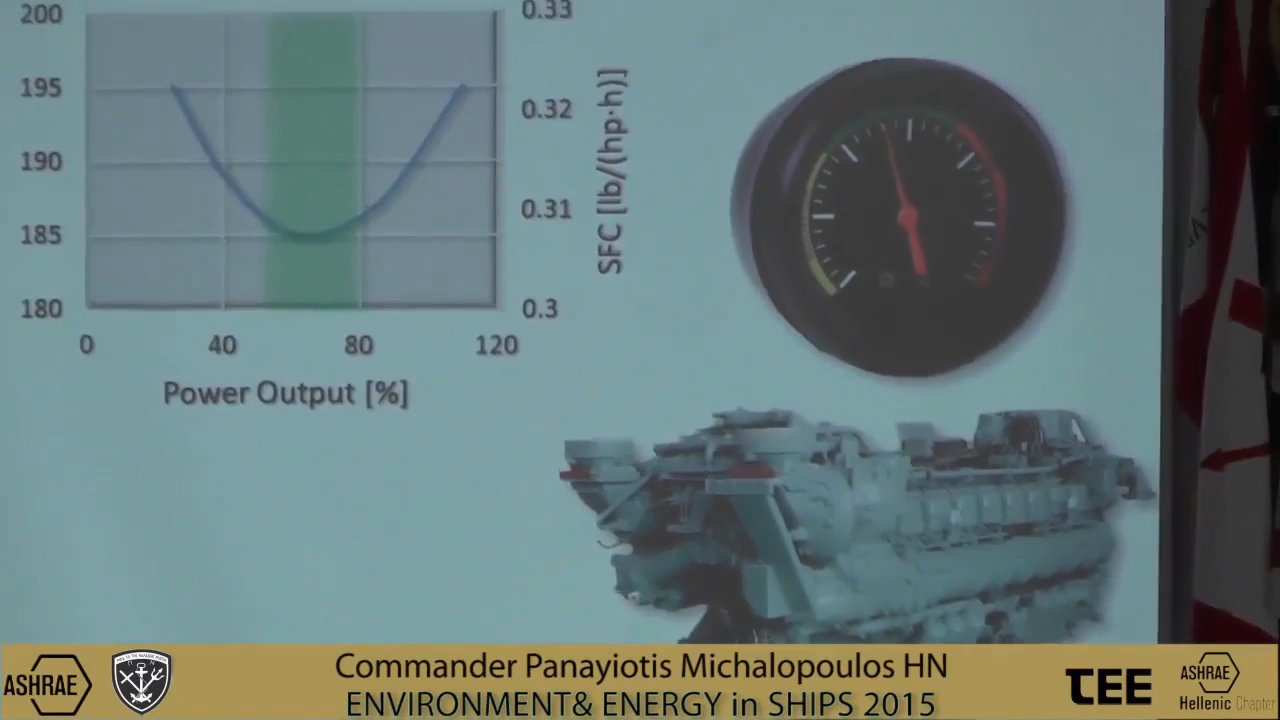 200
195
190
185
180
0.33
0.32
0.31
0.3
SFC [lb/(hp·h)]
0 40 80 120
Power Output [%]
ASHRAE
Commander Panayiotis Michalopoulos HN
ENVIRONMENT& ENERGY in SHIPS 2015
TEE
ASHRAE
Hellenic Chapter